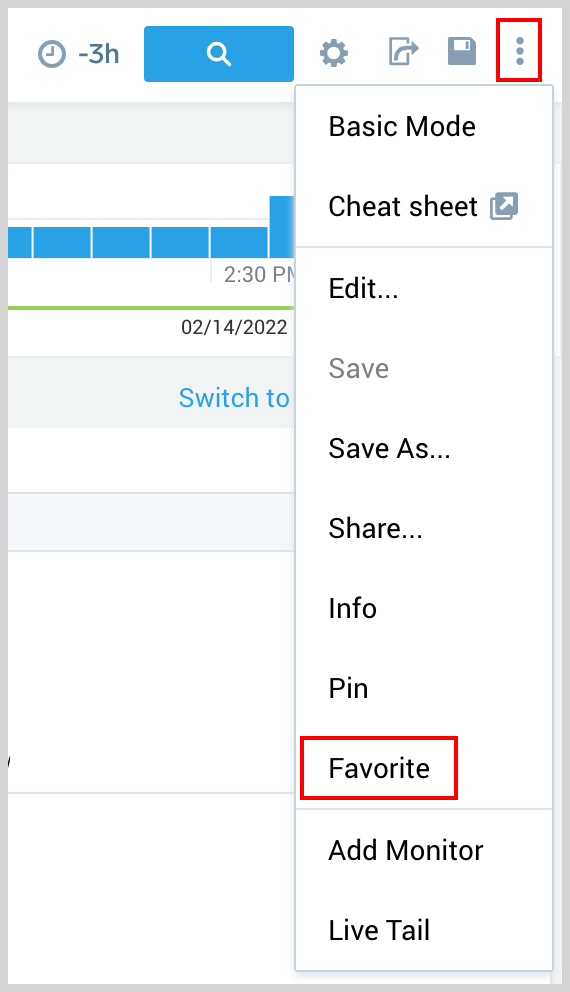 -3h
Basic Mode
Cheat sheet
2:30 PM
Edit...
02/14/2022
Save
Switch to
Save As...
Share...
Info
Pin
Favorite
Add Monitor
Live Tail